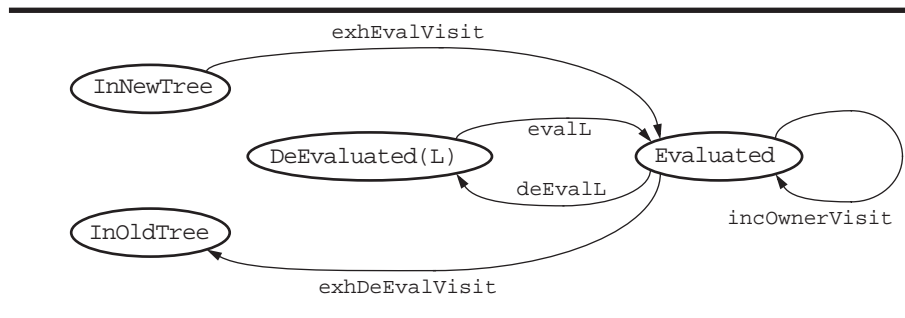 exhEvalVisit
InNewTree
evalL
DeEvaluated(L)
Evaluated
deEvalL
incOwnerVisit
InOldTree
exhDeEvalVisit